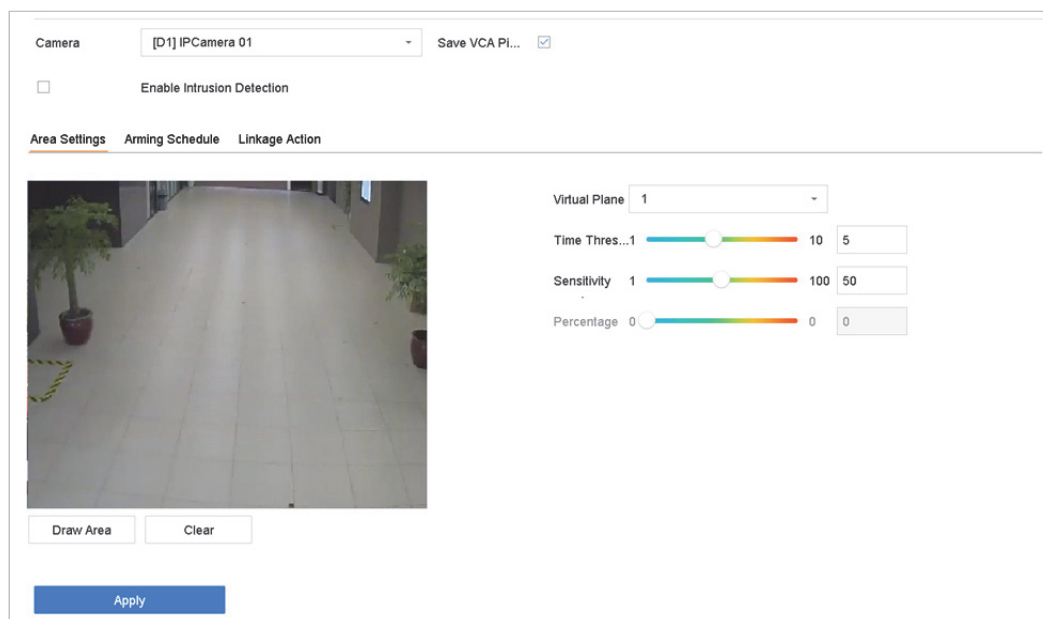 Camera [D1] IPCamera 01 Save VCA Pi...
Enable Intrusion Detection
Area Settings Arming Schedule Linkage Action
Virtual Plane 1
Time Thres...1 10 5
Sensitivity 1 100 50
Percentage 0 0 0
Draw Area Clear
Apply